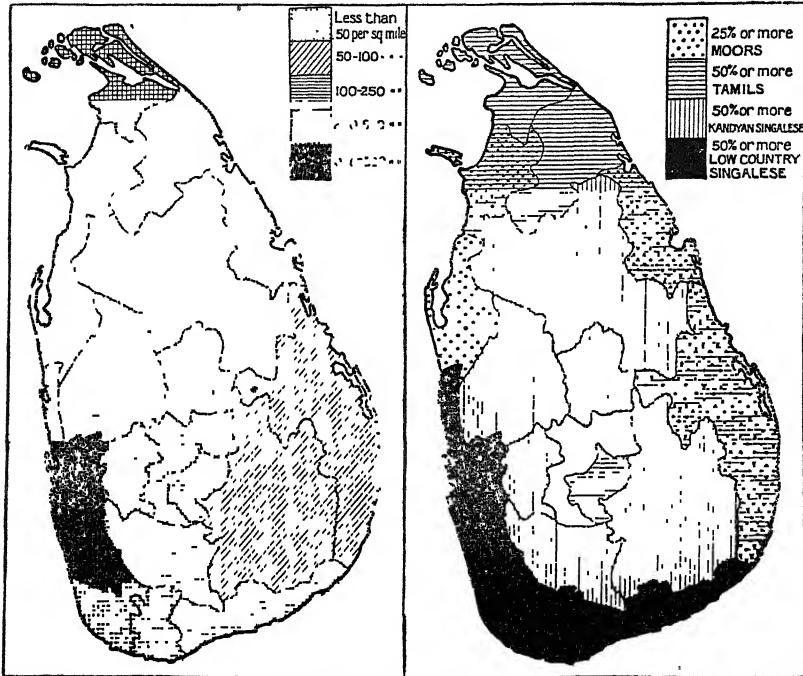 Less than
50 per sq mile
50-100
100-250
25% or more
MOORS
50% or more
TAMILS
50% or more
KANDYAN SINGALESE
50% or more
LOW COUNTRY
SINGALESE